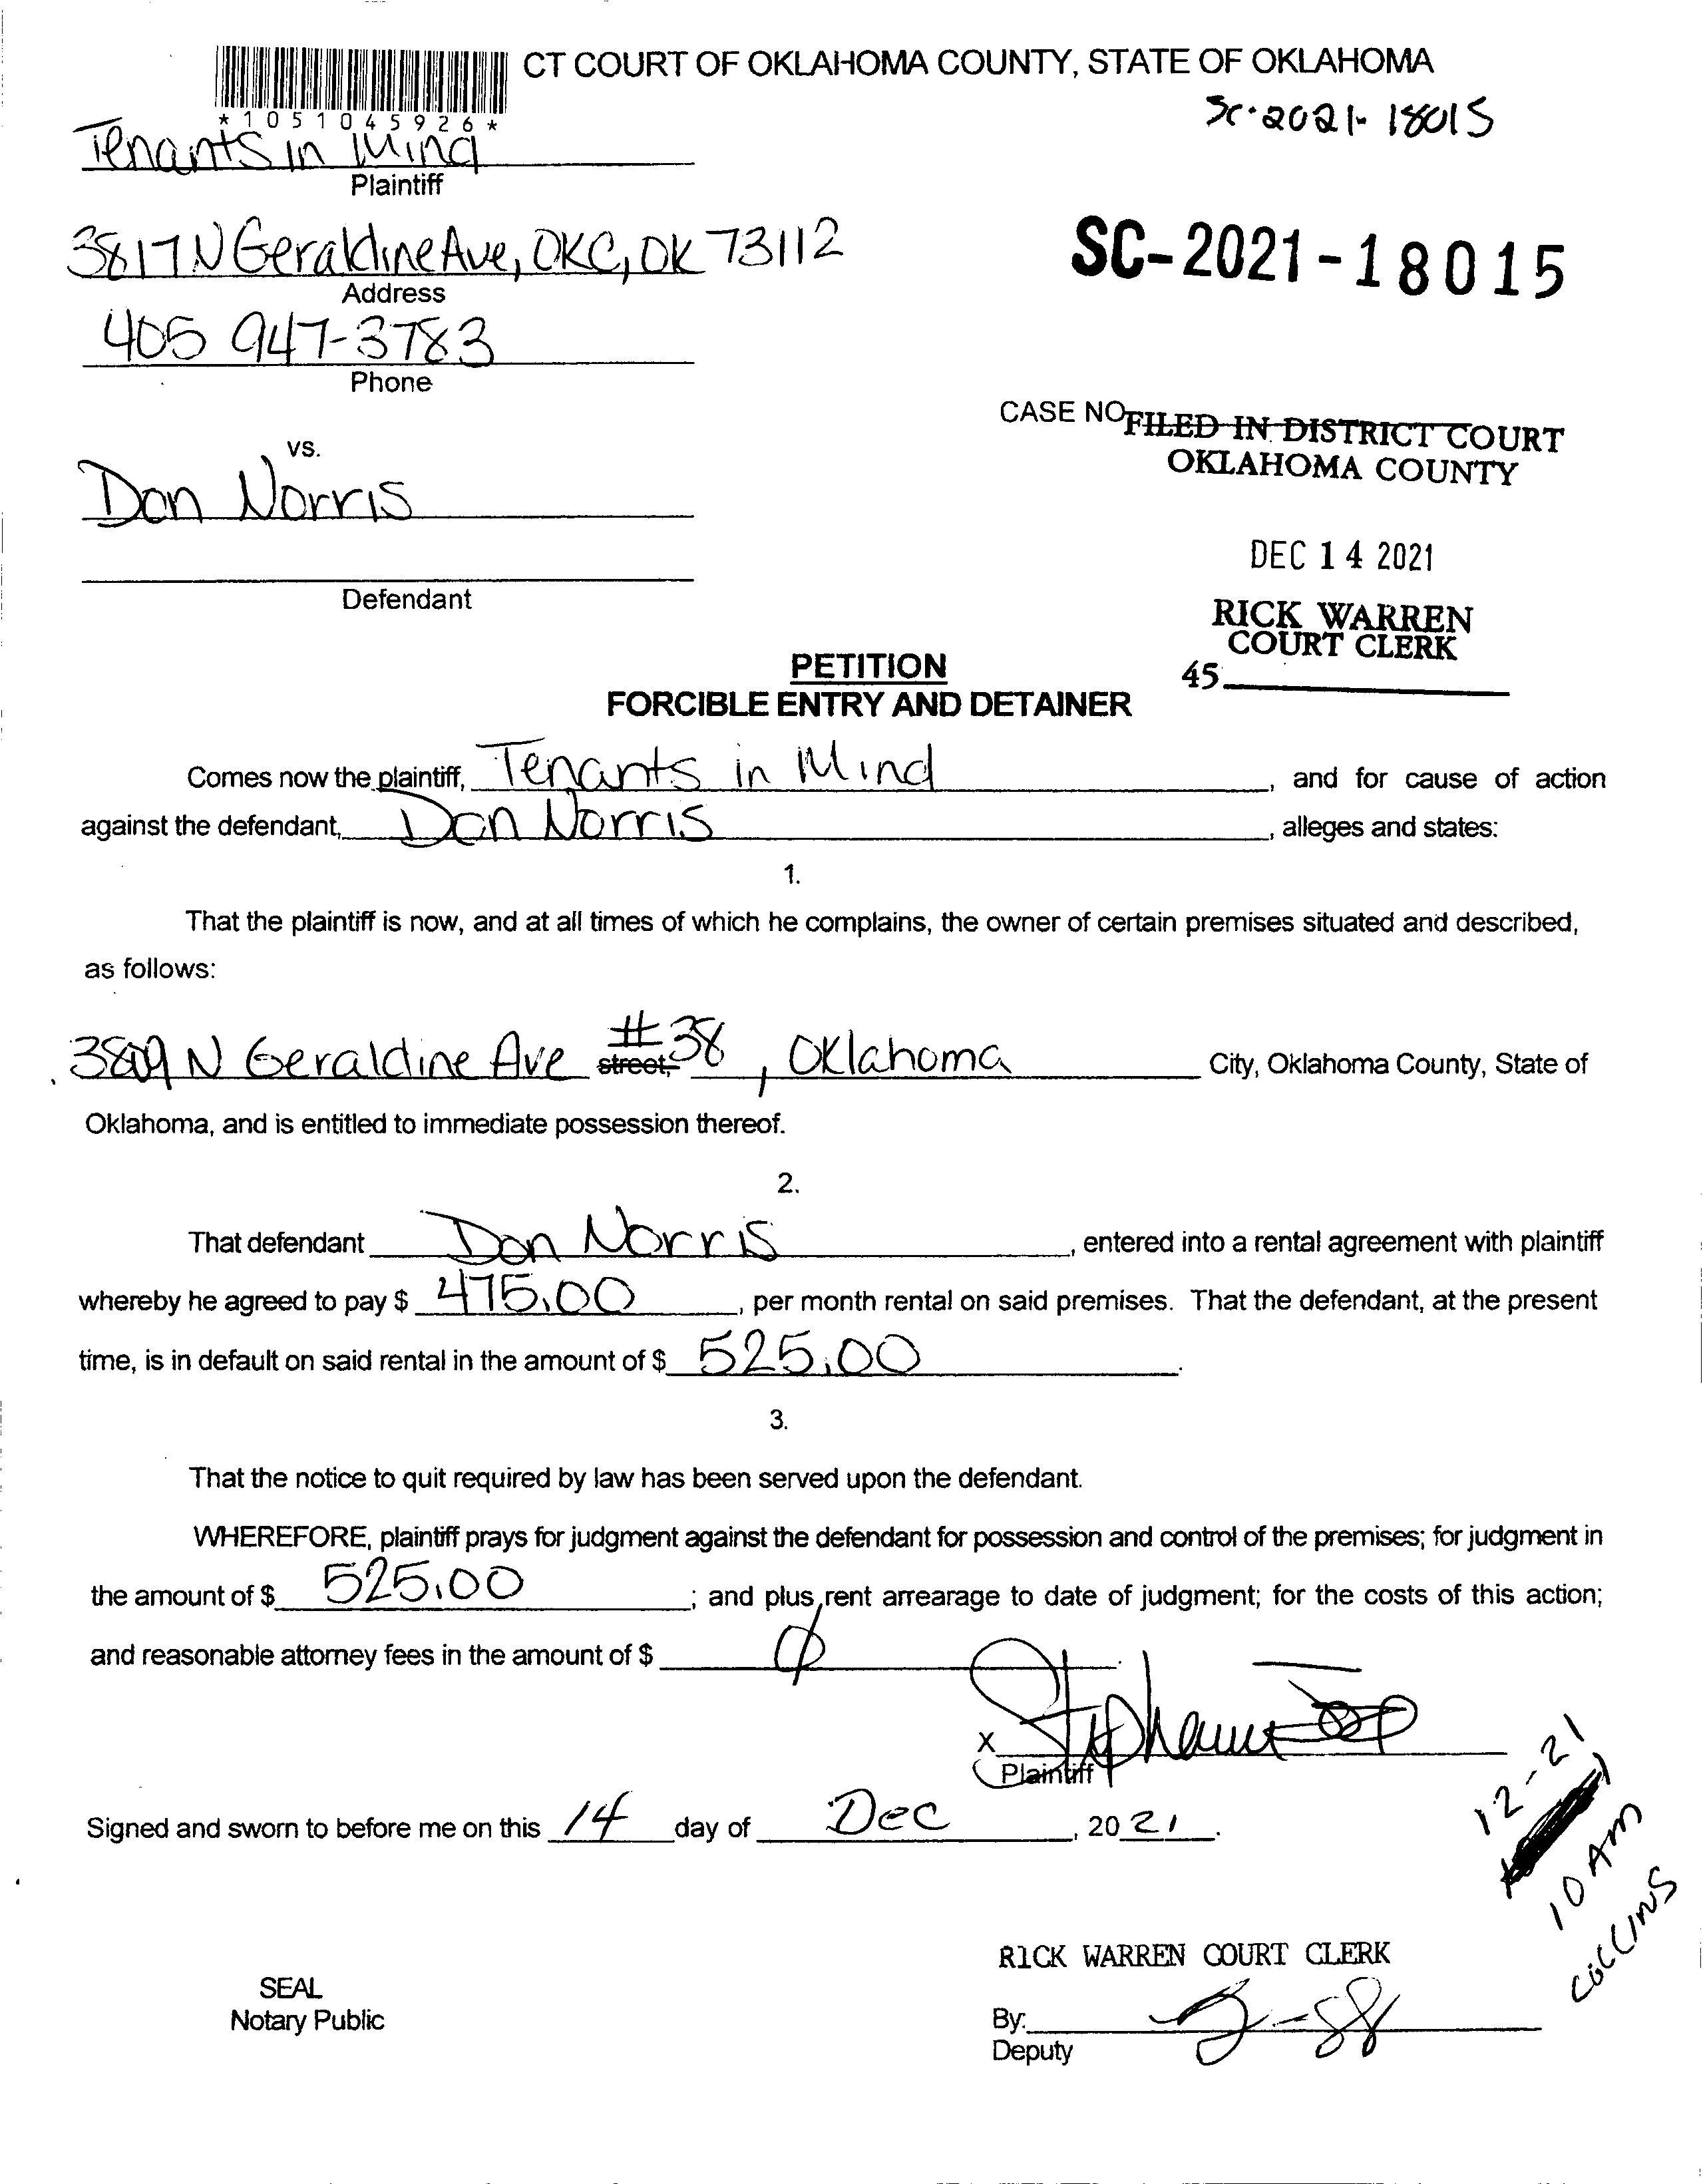 CT COURT OF OKLAHOMA COUNTY, STATE OF OKLAHOMA
*1051045926*
SC-2021-18015
Tenants in Mind
Plaintiff
3817 N Geraldine Ave, OKC, OK 73112
Address
SC-2021-18015
405 947-3783
Phone
CASE NO
FILED IN DISTRICT COURT
OKLAHOMA COUNTY
vs.
Don Norris
DEC 14 2021
Defendant
RICK WARREN
COURT CLERK
45
PETITION
FORCIBLE ENTRY AND DETAINER
Comes now the plaintiff, Tenants in Mind, and for cause of action
against the defendant, Don Norris, alleges and states:
1.
That the plaintiff is now, and at all times of which he complains, the owner of certain premises situated and described,
as follows:
N Geraldine Ave street, #38, Oklahoma City, Oklahoma County, State of
Oklahoma, and is entitled to immediate possession thereof.
2.
That defendant Don Norris, entered into a rental agreement with plaintiff
whereby he agreed to pay $ 475.00, per month rental on said premises. That the defendant, at the present
time, is in default on said rental in the amount of $ 525.00.
3.
That the notice to quit required by law has been served upon the defendant.
WHEREFORE, plaintiff prays for judgment against the defendant for possession and control of the premises; for judgment in
the amount of $ 525.00; and plus rent arrearage to date of judgment; for the costs of this action;
and reasonable attorney fees in the amount of $ 0
X
Plaintiff
Signed and sworn to before me on this 14 day of Dec, 2021.
12-21
10 AM
COLLINS
RICK WARREN COURT CLERK
SEAL
Notary Public
By:
Deputy